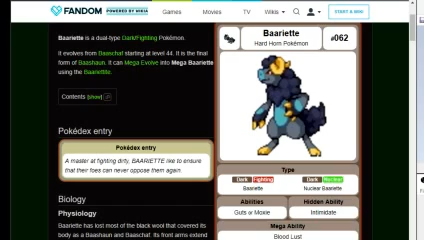 FANDOM
POWERED BY WIKIA
Games
Movies
TV
Wikis
START A WIKI
Baariette is a dual-type Dark/Fighting Pokémon.
It evolves from Baaschaf starting at level 44. It is the final
form of Baashaun. It can Mega Evolve into Mega Baariette
using the Baariettite.
Contents [show]
Pokédex entry
Pokédex entry
A master at fighting dirty, BAARIETTE like to ensure
that their foes can never oppose them again.
Biology
Physiology
Baariette has lost most of the black wool that covered its
body as a Baashaun and Baaschaf. Its front arms extend
Baariette
Hard Horn Pokémon
#062
Type
Dark Fighting
Baariette
Dark Nuclear
Nuclear Baariette
Abilities
Hidden Ability
Guts or Moxie
Intimidate
Mega Ability
Blood Lust